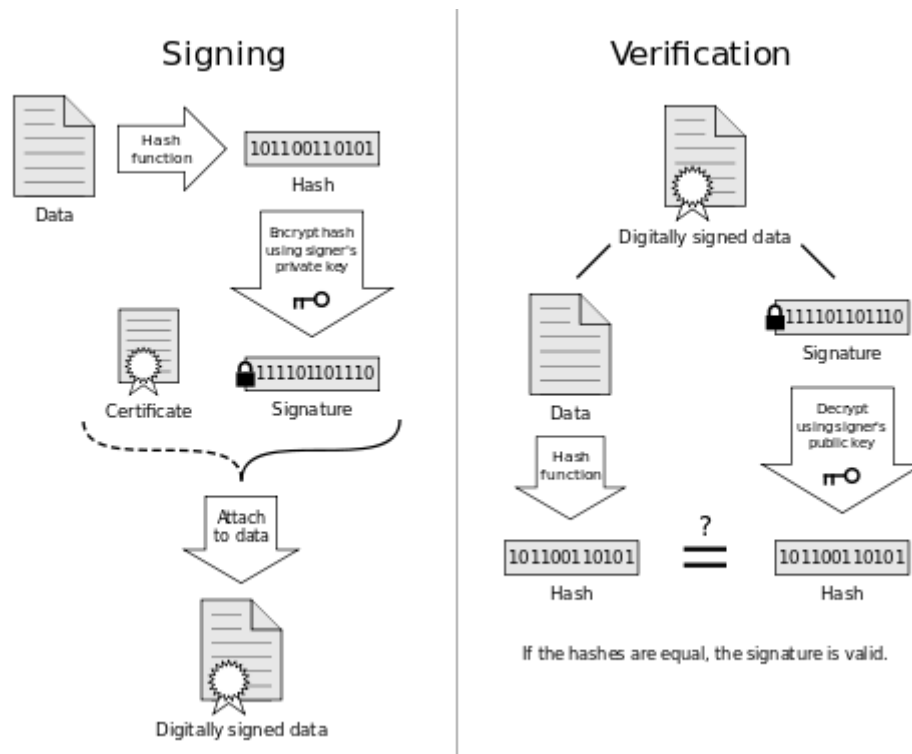 Signing
Hash
function
101100110101
Hash
Data
Encrypt hash
using signer's
private key
111101101110
Certificate
Signature
Attach
to data
Digitally signed data
Verification
Digitally signed data
111101101110
Signature
Data
Decrypt
using signer's
public key
Hash
function
?
=
101100110101
101100110101
Hash
Hash
If the hashes are equal, the signature is valid.